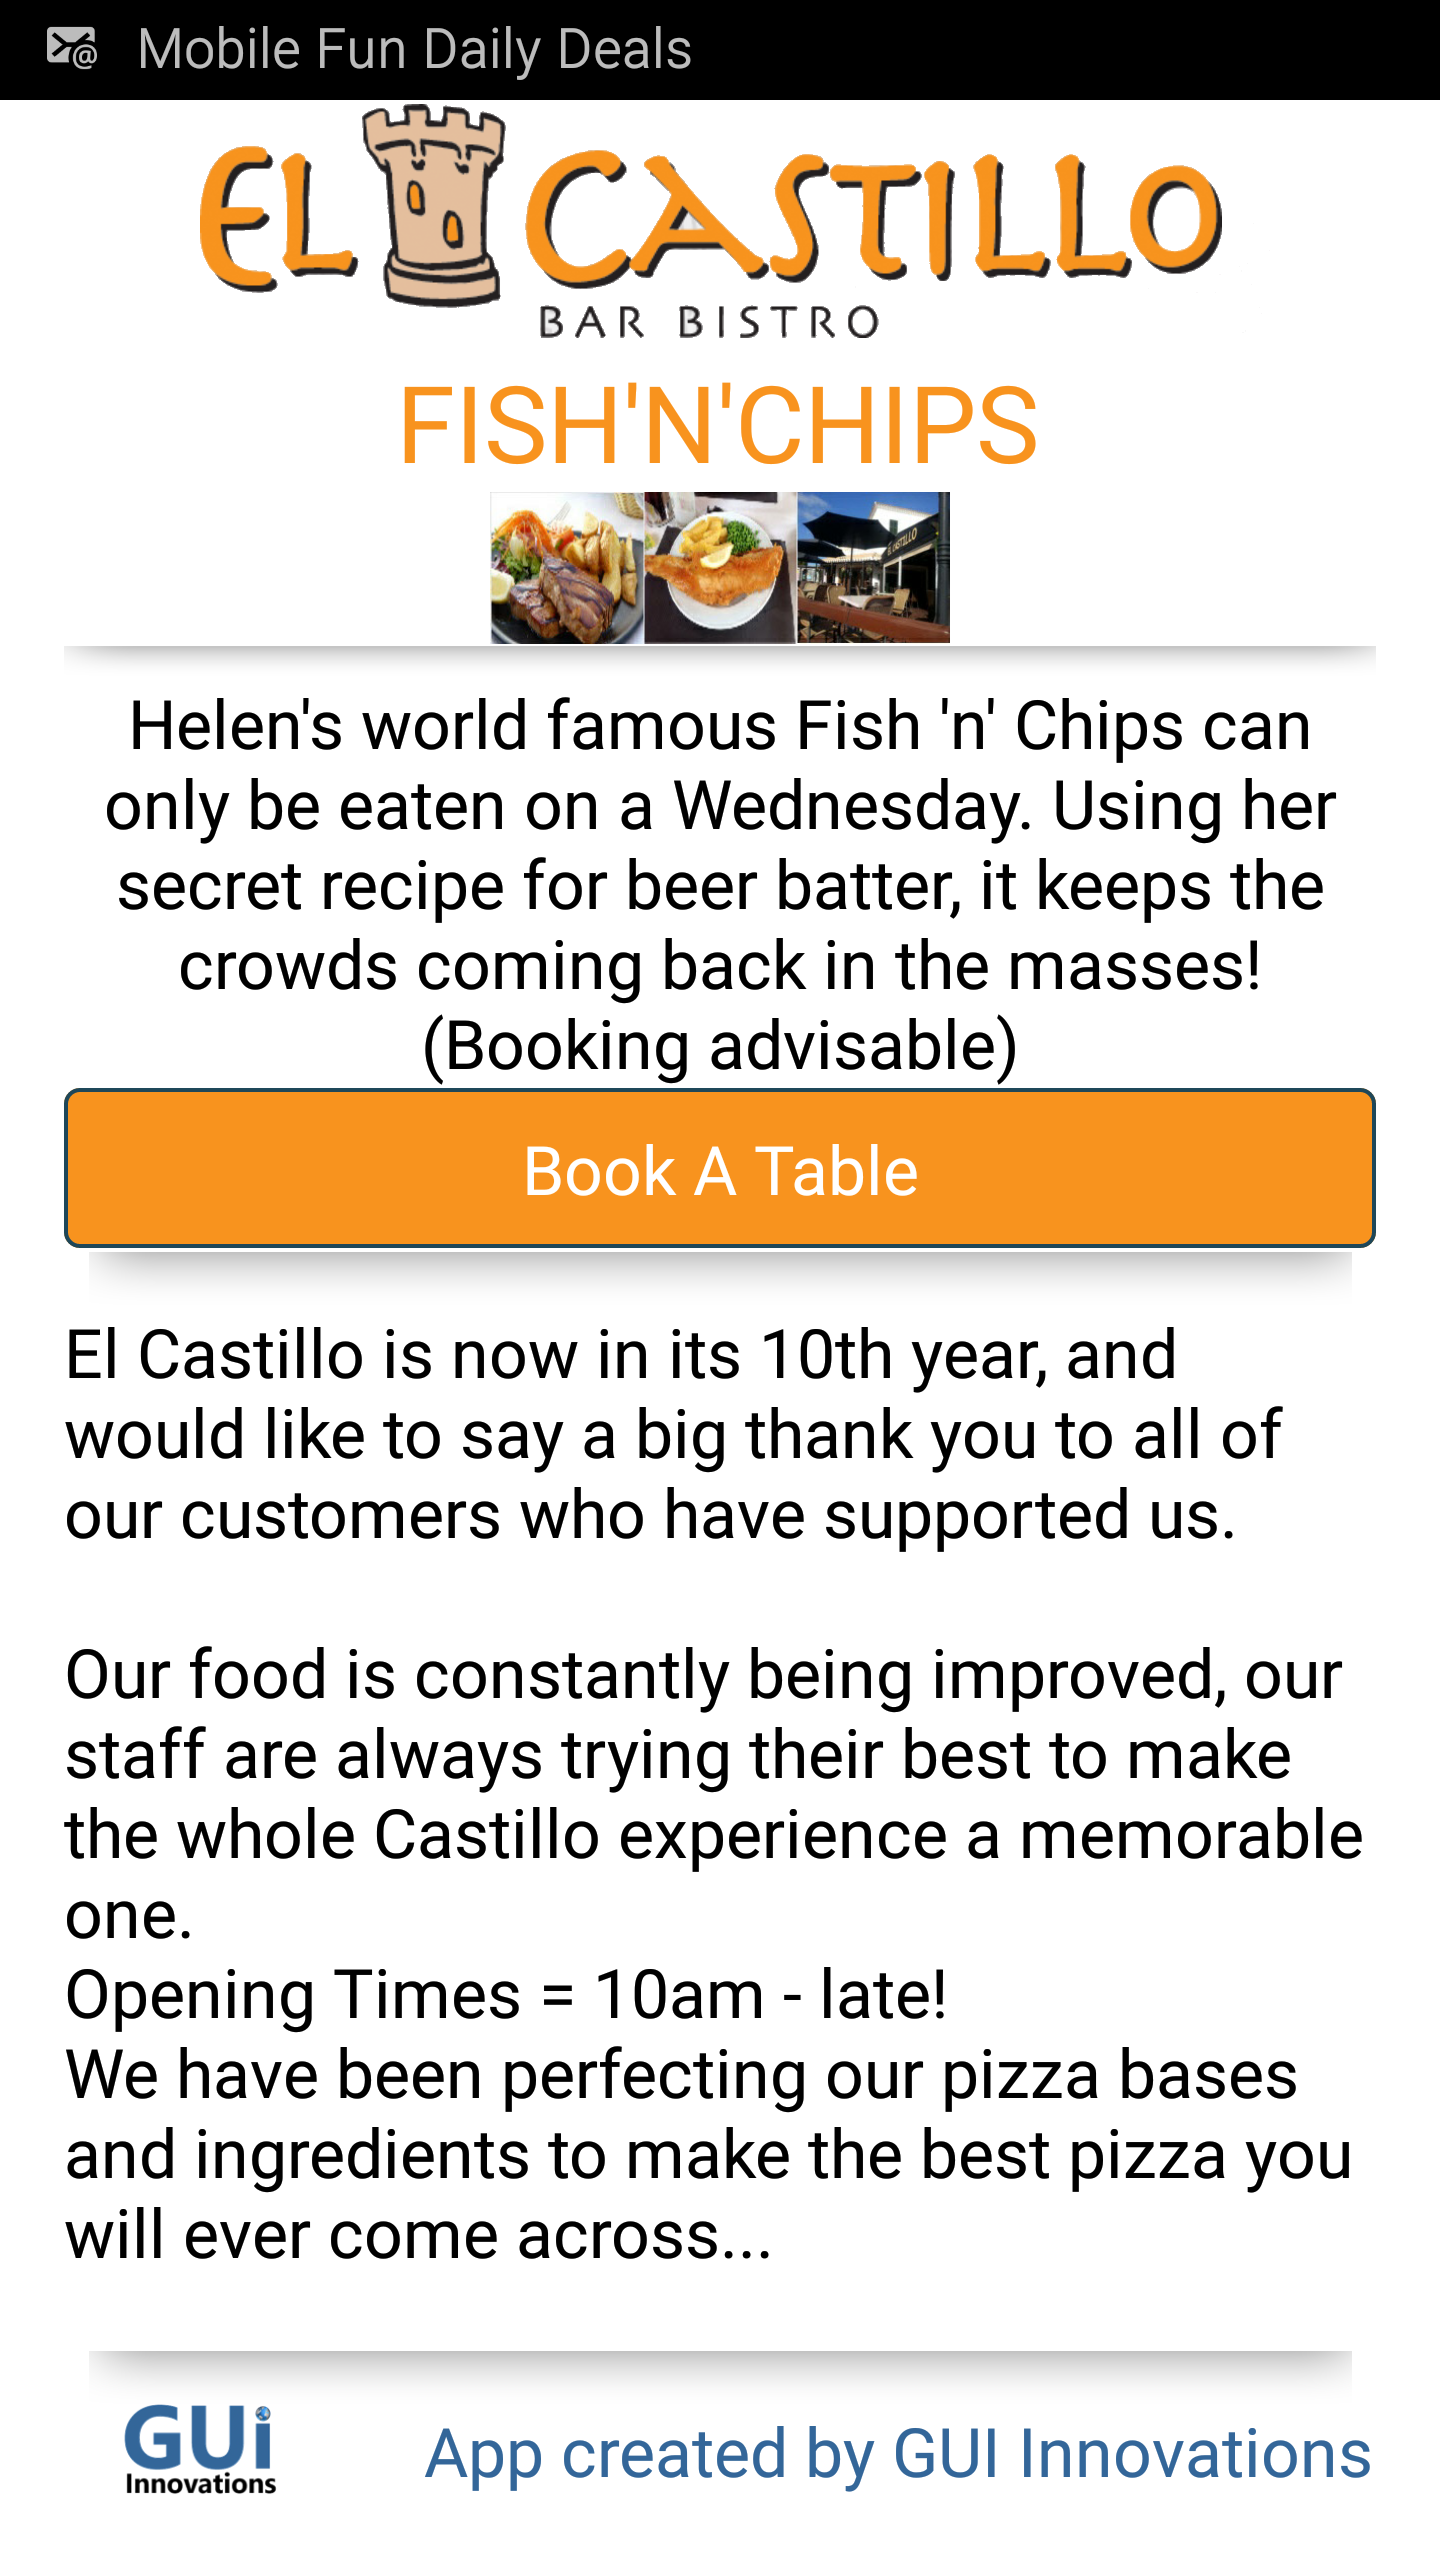 Mobile Fun Daily Deals
EL CASTILLO
BAR BISTRO
FISH'N'CHIPS
EL CASTILLO
Helen's world famous Fish 'n' Chips can
only be eaten on a Wednesday. Using her
secret recipe for beer batter, it keeps the
crowds coming back in the masses!
(Booking advisable)
Book A Table
El Castillo is now in its 10th year, and
would like to say a big thank you to all of
our customers who have supported us.
Our food is constantly being improved, our
staff are always trying their best to make
the whole Castillo experience a memorable
one.
Opening Times = 10am - late!
We have been perfecting our pizza bases
and ingredients to make the best pizza you
will ever come across...
GUi
Innovations
App created by GUI Innovations